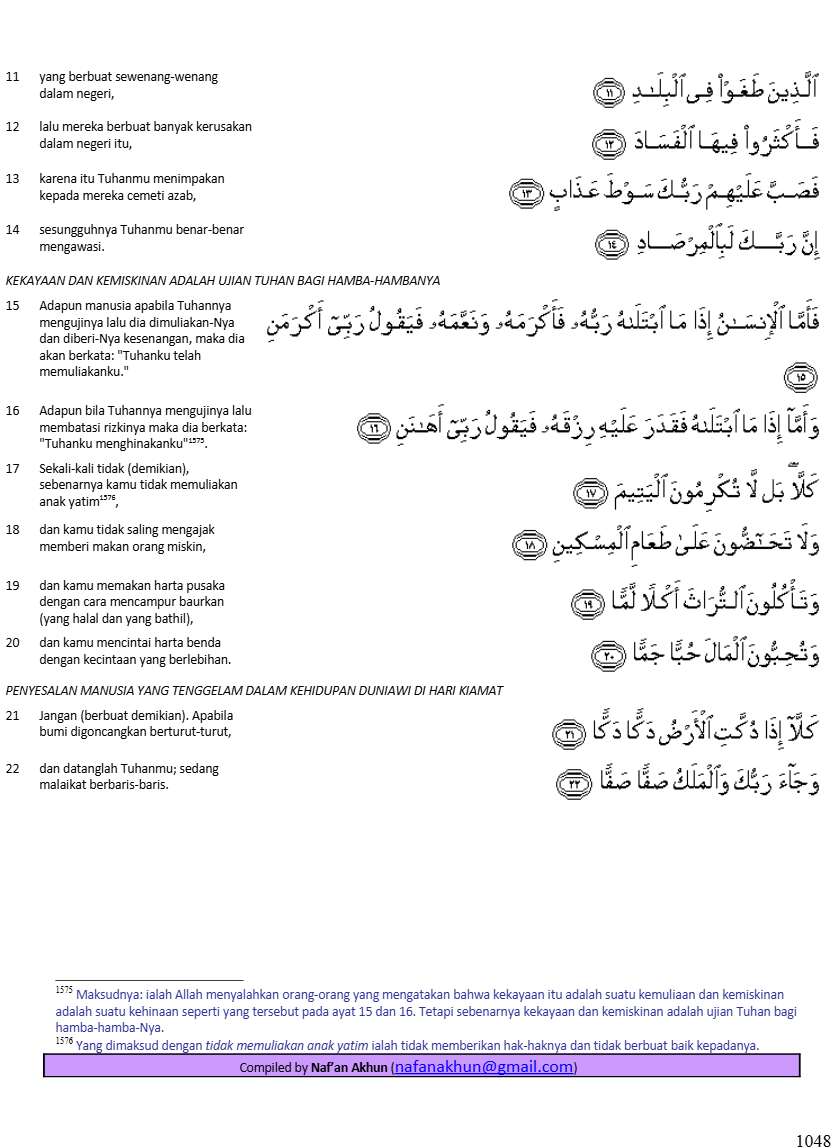 11 yang berbuat sewenang-wenang
dalam negeri,
ٱلَّذِينَ طَغَوْا۟ فِى ٱلْبِلَـٰدِ ﴿١١﴾
12 lalu mereka berbuat banyak kerusakan
dalam negeri itu,
فَأَكْثَرُوا۟ فِيهَا ٱلْفَسَادَ ﴿١٢﴾
13 karena itu Tuhanmu menimpakan
kepada mereka cemeti azab,
فَصَبَّ عَلَيْهِمْ رَبُّكَ سَوْطَ عَذَابٍ ﴿١٣﴾
14 sesungguhnya Tuhanmu benar-benar
mengawasi.
إِنَّ رَبَّكَ لَبِٱلْمِرْصَادِ ﴿١٤﴾
KEKAYAAN DAN KEMISKINAN ADALAH UJIAN TUHAN BAGI HAMBA-HAMBANYA
15 Adapun manusia apabila Tuhannya
mengujinya lalu dia dimuliakan-Nya
dan diberi-Nya kesenangan, maka dia
akan berkata: "Tuhanku telah
memuliakanku."
فَأَمَّا ٱلْإِنسَـٰنُ إِذَا مَا ٱبْتَلَىٰهُ رَبُّهُۥ فَأَكْرَمَهُۥ وَنَعَّمَهُۥ فَيَقُولُ رَبِّىٓ أَكْرَمَنِ
﴿١٥﴾
16 Adapun bila Tuhannya mengujinya lalu
membatasi rizkinya maka dia berkata:
"Tuhanku menghinakanku"1575.
وَأَمَّآ إِذَا مَا ٱبْتَلَىٰهُ فَقَدَرَ عَلَيْهِ رِزْقَهُۥ فَيَقُولُ رَبِّىٓ أَهَـٰنَنِ ﴿١٦﴾
17 Sekali-kali tidak (demikian),
sebenarnya kamu tidak memuliakan
anak yatim1576,
كَلَّا ۖ بَل لَّا تُكْرِمُونَ ٱلْيَتِيمَ ﴿١٧﴾
18 dan kamu tidak saling mengajak
memberi makan orang miskin,
وَلَا تَحَـٰٓضُّونَ عَلَىٰ طَعَامِ ٱلْمِسْكِينِ ﴿١٨﴾
19 dan kamu memakan harta pusaka
dengan cara mencampur baurkan
(yang halal dan yang bathil),
وَتَأْكُلُونَ ٱلتُّرَاثَ أَكْلًا لَّمًّا ﴿١٩﴾
20 dan kamu mencintai harta benda
dengan kecintaan yang berlebihan.
وَتُحِبُّونَ ٱلْمَالَ حُبًّا جَمًّا ﴿٢٠﴾
PENYESALAN MANUSIA YANG TENGGELAM DALAM KEHIDUPAN DUNIAWI DI HARI KIAMAT
21 Jangan (berbuat demikian). Apabila
bumi digoncangkan berturut-turut,
كَلَّآ إِذَا دُكَّتِ ٱلْأَرْضُ دَكًّا دَكًّا ﴿٢١﴾
22 dan datanglah Tuhanmu; sedang
malaikat berbaris-baris.
وَجَآءَ رَبُّكَ وَٱلْمَلَكُ صَفًّا صَفًّا ﴿٢٢﴾
1575 Maksudnya: ialah Allah menyalahkan orang-orang yang mengatakan bahwa kekayaan itu adalah suatu kemuliaan dan kemiskinan
adalah suatu kehinaan seperti yang tersebut pada ayat 15 dan 16. Tetapi sebenarnya kekayaan dan kemiskinan adalah ujian Tuhan bagi
hamba-hamba-Nya.
1576 Yang dimaksud dengan tidak memuliakan anak yatim ialah tidak memberikan hak-haknya dan tidak berbuat baik kepadanya.
Compiled by Naf'an Akhun (nafanakhun@gmail.com)
1048